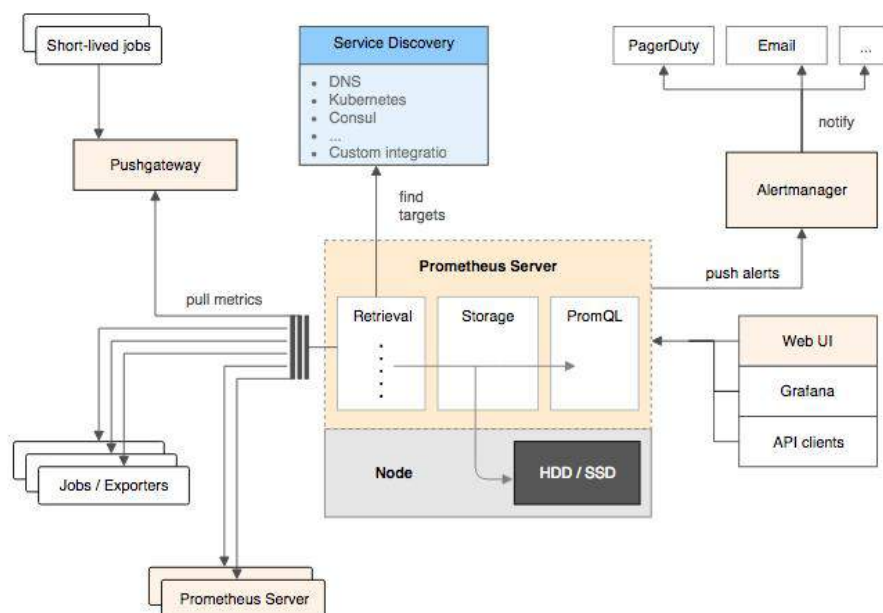 Short-lived jobs
Pushgateway
pull metrics
Jobs / Exporters
Prometheus Server
Service Discovery
• DNS
• Kubernetes
• Consul
• ...
• Custom integratio
find
targets
Prometheus Server
Retrieval
Storage
PromQL
Node
HDD / SSD
PagerDuty
Email
...
notify
Alertmanager
push alerts
Web UI
Grafana
API clients